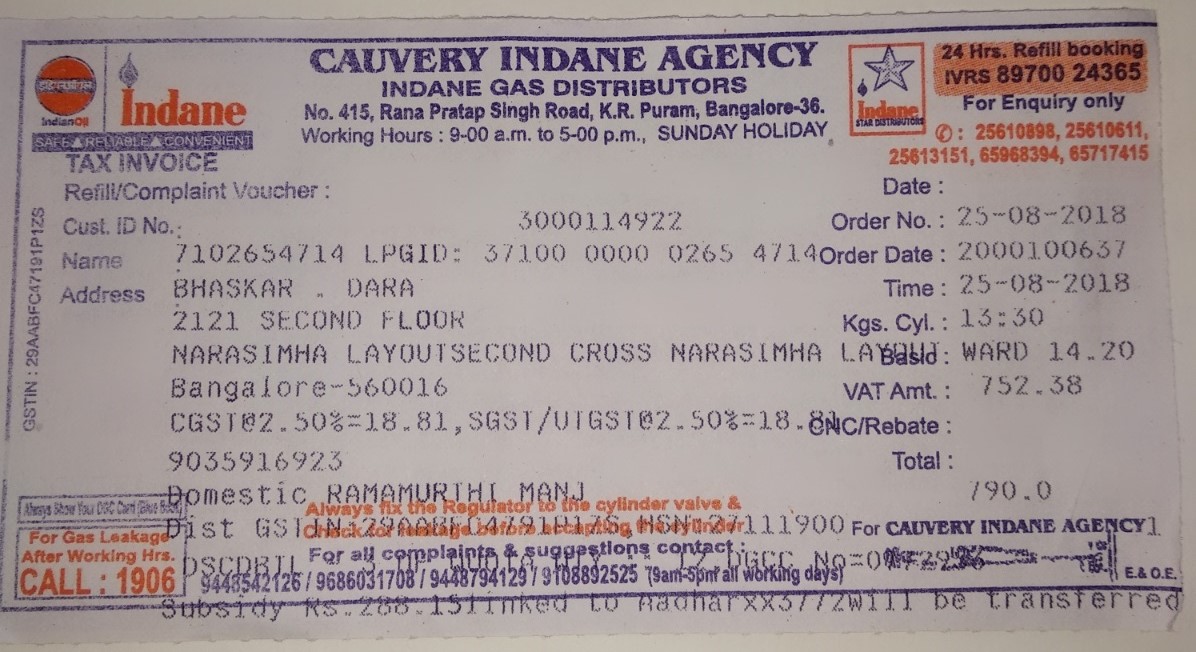 CAUVERY INDANE AGENCY
INDANE GAS DISTRIBUTORS
No. 415, Rana Pratap Singh Road, K.R. Puram, Bangalore-36.
Working Hours : 9-00 a.m. to 5-00 p.m., SUNDAY HOLIDAY
IndianOil
Indane
SAFE RELIABLE CONVENIENT
Indane
STAR DISTRIBUTORS
24 Hrs. Refill booking
IVRS 89700 24365
For Enquiry only
: 25610898, 25610611,
25613151, 65968394, 65717415
TAX INVOICE
Refill/Complaint Voucher :
Date :
Cust. ID No. : 3000114922 Order No. : 25-08-2018
Name 7102654714 LPGID: 37100 0000 0265 4714 Order Date : 2000100637
Address BHASKAR . DARA Time : 25-08-2018
2121 SECOND FLOOR Kgs. Cyl. : 13:30
NARASIMHA LAYOUTSECOND CROSS NARASIMHA LAYOUT Basic : WARD 14.20
Bangalore-560016 VAT Amt. : 752.38
CGST@2.50%=18.81,SGST/UTGST@2.50%=18.81 CNC/Rebate :
9035916923 Total :
Domestic RAMAMURTHI MANJ 790.0
GSTIN : 29AABFC47191P1ZS
Always Show Your DGC Card (Blue Book)
Always fix the Regulator to the cylinder valve &
Check for leakage before accepting the cylinder
Dist GSTIN 27111900
For CAUVERY INDANE AGENCY
For Gas Leakage
After Working Hrs.
CALL : 1906
For all complaints & suggestions contact :
9448542126 / 9686031708 / 9448794129 / 9108892525 (9am-5pm all working days)
E.& O.E.
Subsidy Rs.288.15linked to Aadharxx3772Will be transferred